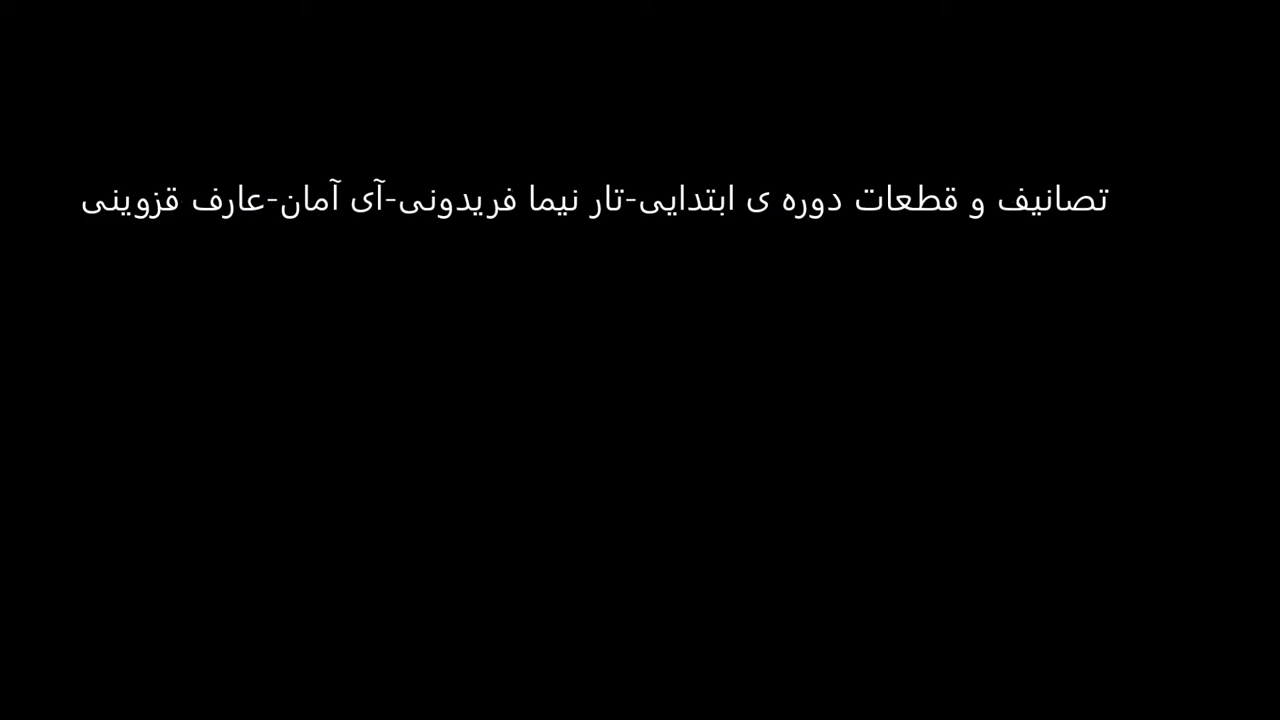 تصانیف و قطعات دوره ی ابتدایی-تار نیما فریدونی-آی آمان-عارف قزوینی